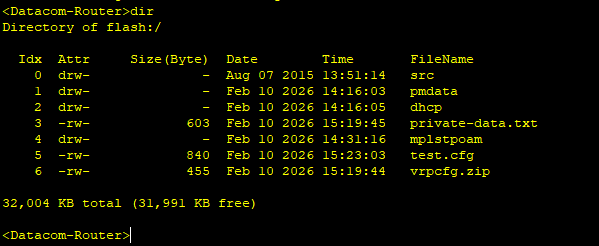 <Datacom-Router>dir
Directory of flash:/
Idx Attr Size(Byte) Date Time FileName
0 drw- - Aug 07 2015 13:51:14 src
1 drw- - Feb 10 2026 14:16:03 pmdata
2 drw- - Feb 10 2026 14:16:05 dhcp
3 -rw- 603 Feb 10 2026 15:19:45 private-data.txt
4 drw- - Feb 10 2026 14:31:16 mplstpoam
5 -rw- 840 Feb 10 2026 15:23:03 test.cfg
6 -rw- 455 Feb 10 2026 15:19:44 vrpcfg.zip
32,004 KB total (31,991 KB free)
<Datacom-Router>